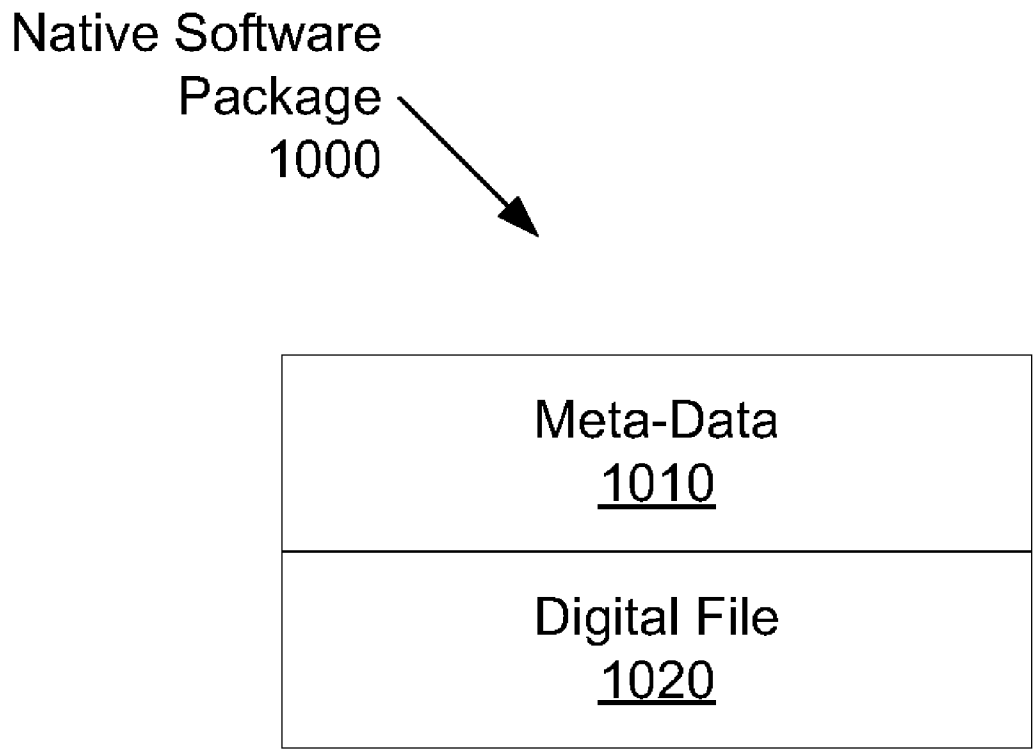 Native Software
Package
1000
Meta-Data
1010
Digital File
1020